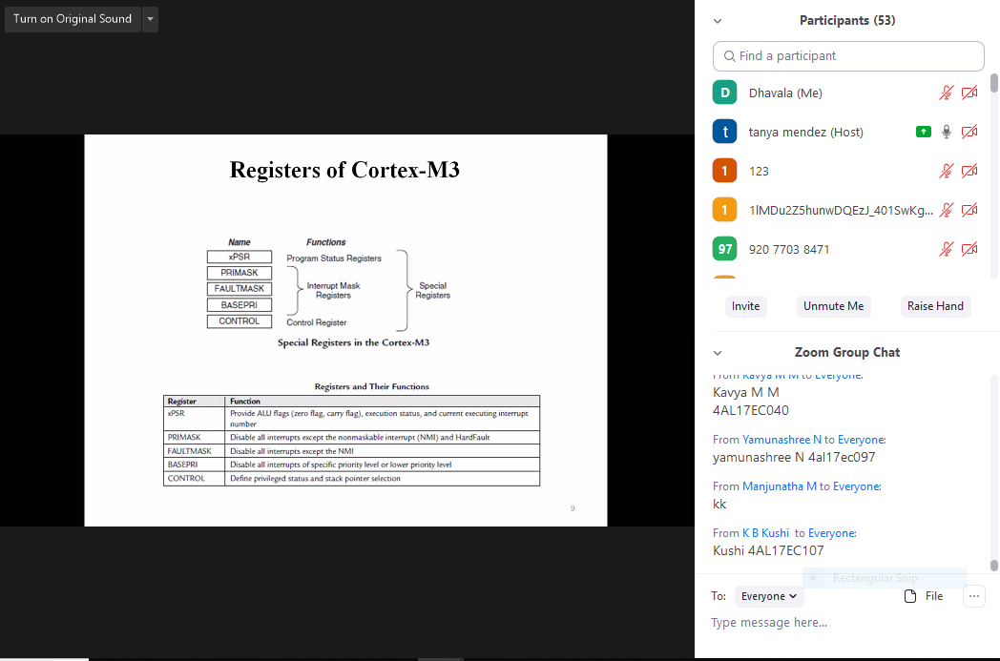 Turn on Original Sound
Registers of Cortex-M3
Name Functions
xPSR Program Status Registers
PRIMASK
FAULTMASK Interrupt Mask
Registers
BASEPRI
Special
Registers
CONTROL Control Register
Special Registers in the Cortex-M3
Registers and Their Functions
Register Function
xPSR Provide ALU flags (zero flag, carry flag), execution status, and current executing interrupt
number
PRIMASK Disable all interrupts except the nonmaskable interrupt (NMI) and HardFault
FAULTMASK Disable all interrupts except the NMI
BASEPRI Disable all interrupts of specific priority level or lower priority level
CONTROL Define privileged status and stack pointer selection
9
Participants (53)
Find a participant
D Dhavala (Me)
t tanya mendez (Host)
1 123
1 1lMDu2Z5hunwDQEzJ_401SwKg...
97 920 7703 8471
Invite Unmute Me Raise Hand
Zoom Group Chat
From Kavya M M to Everyone:
Kavya M M
4AL17EC040
From Yamunashree N to Everyone:
yamunashree N 4al17ec097
From Manjunatha M to Everyone:
kk
From K B Kushi to Everyone:
Kushi 4AL17EC107
Rectangular Snip
To: Everyone File ...
Type message here...